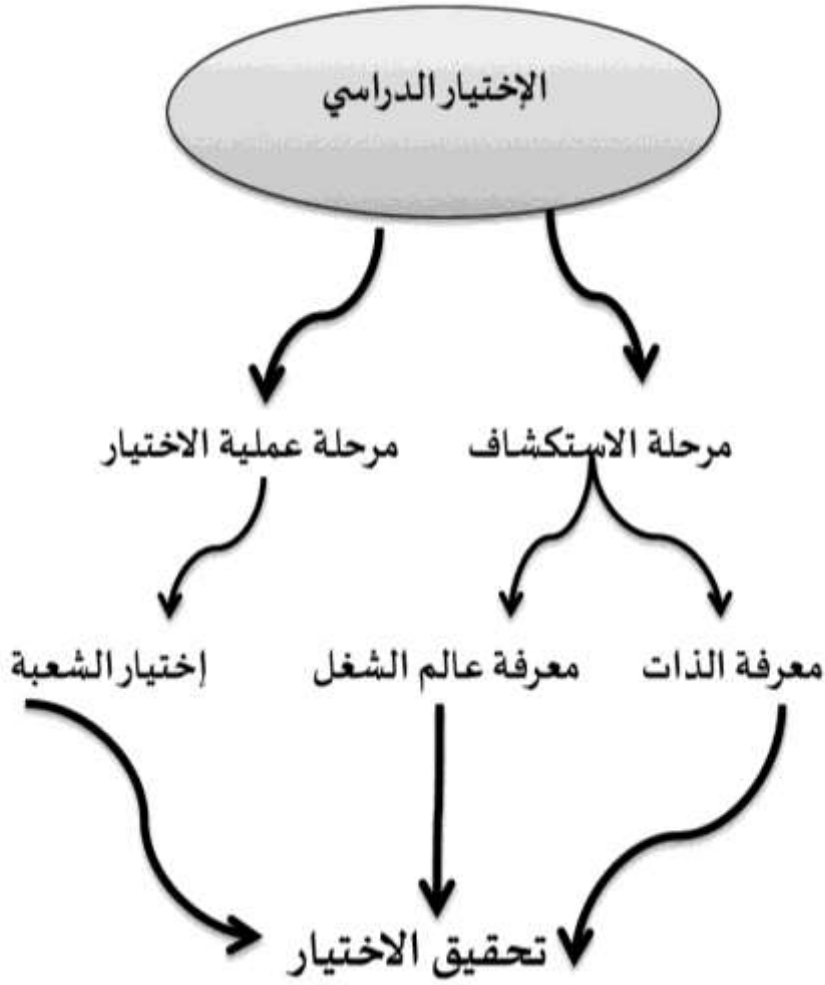 الإختيار الدراسي
مرحلة الاستكشاف
مرحلة عملية الاختيار
معرفة الذات
معرفة عالم الشغل
إختيار الشعبة
تحقيق الاختيار